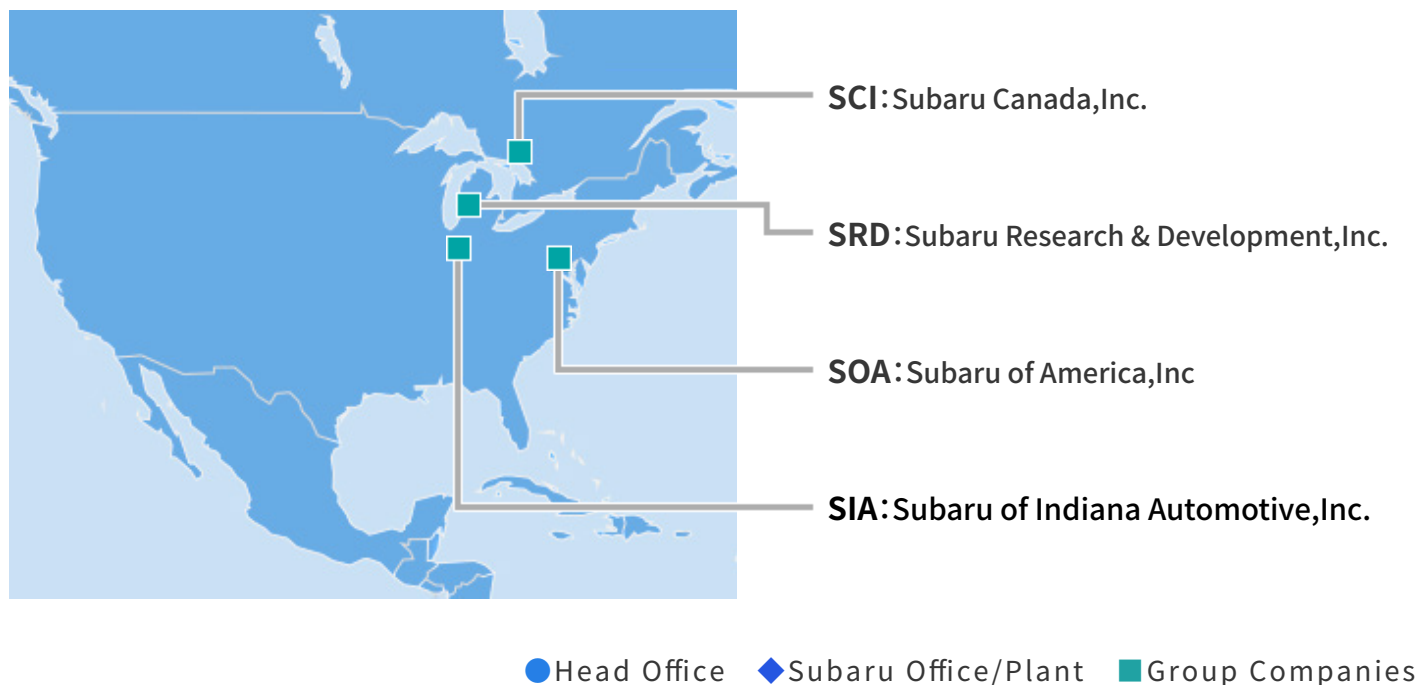 SCI:Subaru Canada,Inc.
SRD:Subaru Research & Development,Inc.
SOA:Subaru of America,Inc
SIA:Subaru of Indiana Automotive,Inc.
Head Office Subaru Office/Plant Group Companies